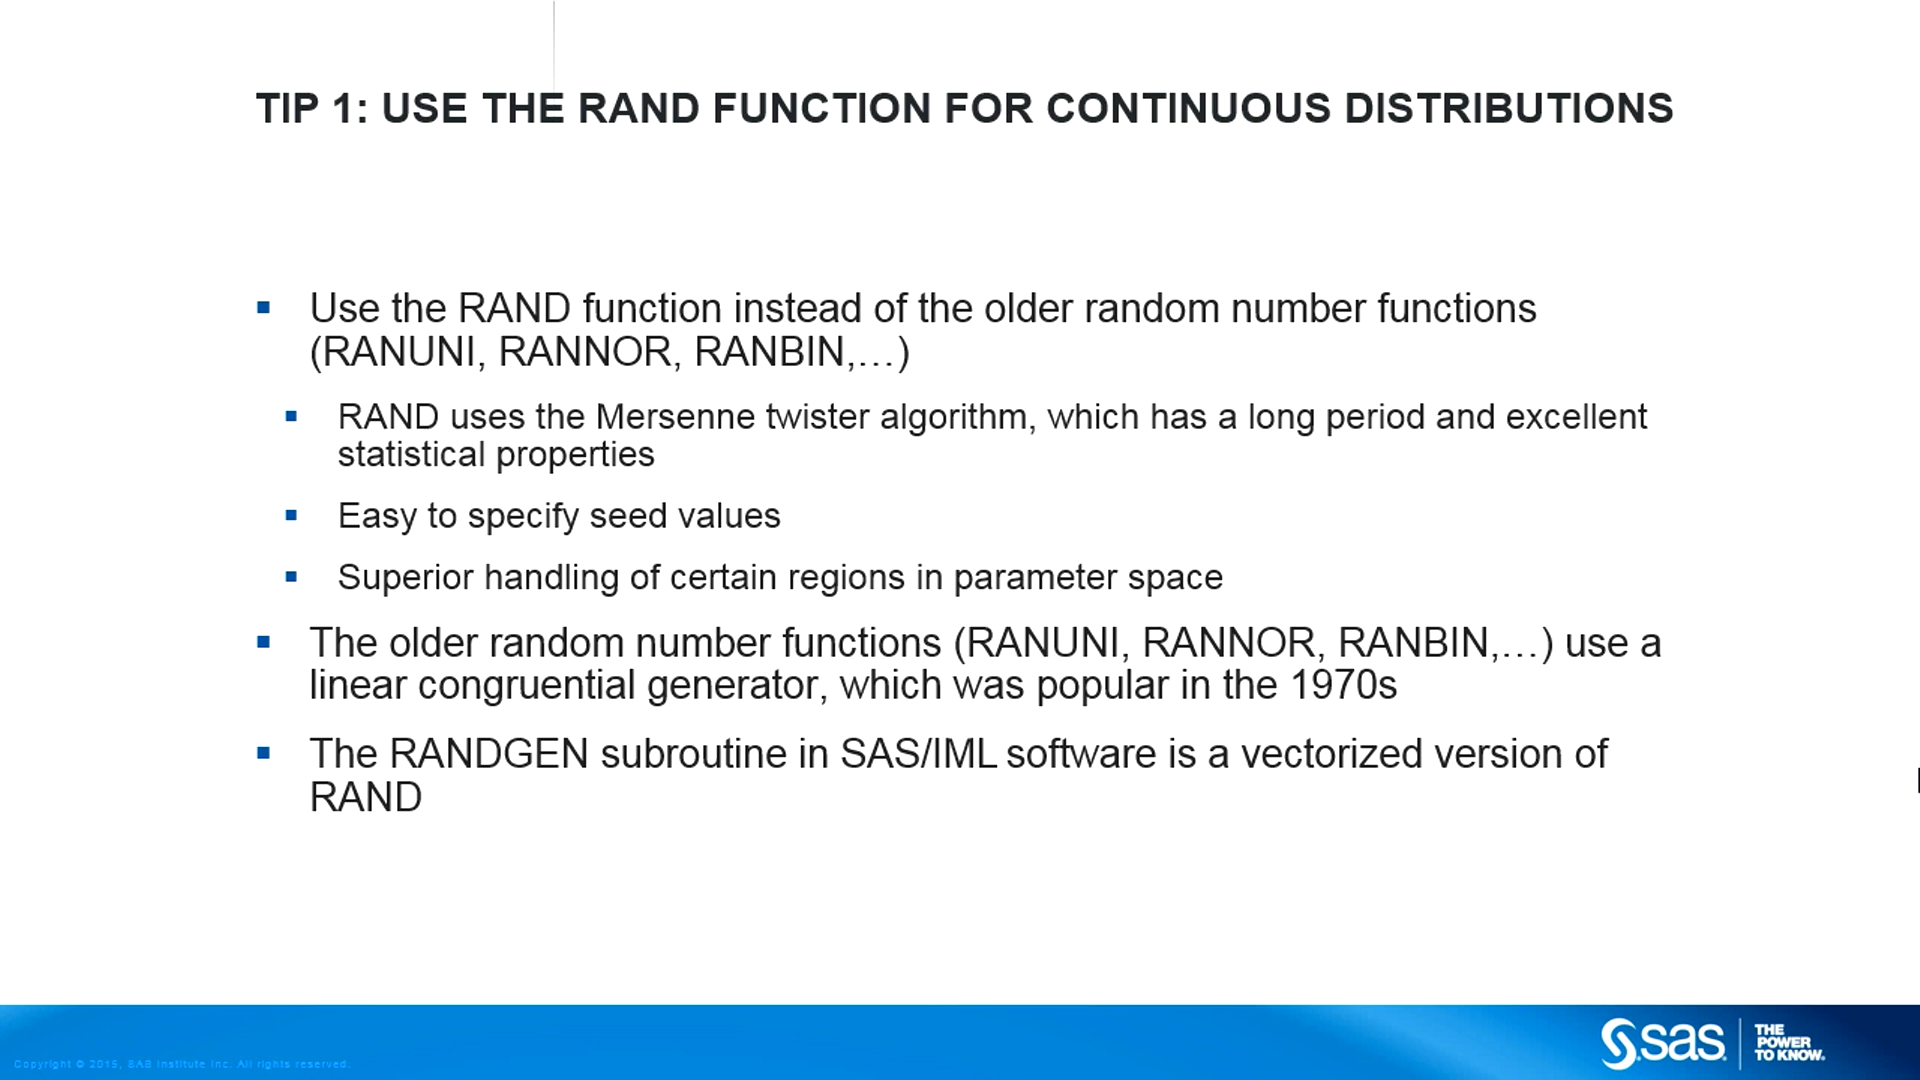 TIP 1: USE THE RAND FUNCTION FOR CONTINUOUS DISTRIBUTIONS
▪ Use the RAND function instead of the older random number functions
(RANUNI, RANNOR, RANBIN,…)
▪ RAND uses the Mersenne twister algorithm, which has a long period and excellent
statistical properties
▪ Easy to specify seed values
▪ Superior handling of certain regions in parameter space
▪ The older random number functions (RANUNI, RANNOR, RANBIN,…) use a
linear congruential generator, which was popular in the 1970s
▪ The RANDGEN subroutine in SAS/IML software is a vectorized version of
RAND
Copyright © 2015, SAS Institute Inc. All rights reserved.
sas
THE
POWER
TO KNOW.